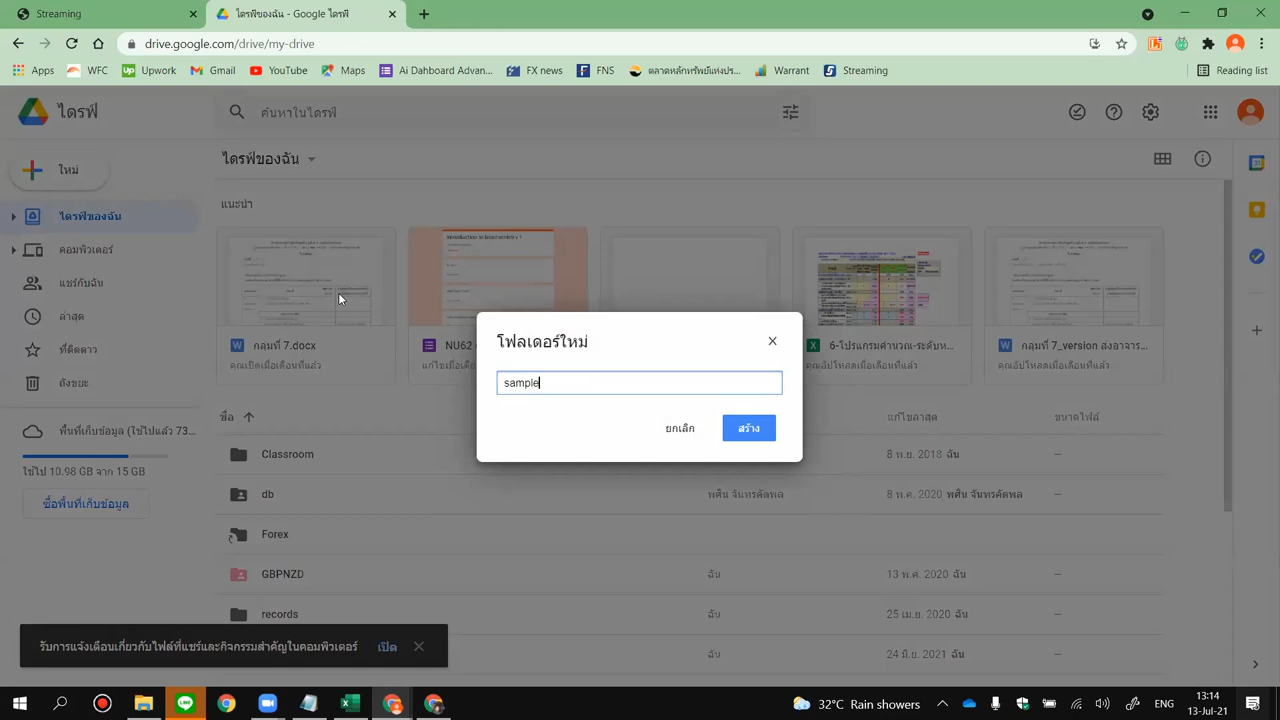 Streaming
ไดรฟ์ของฉัน - Google ไดรฟ์
drive.google.com/drive/my-drive
Apps
WFC
Upwork
Gmail
YouTube
Maps
Ai Dahboard Advan...
FX news
FNS
ตลาดหลักทรัพย์แห่งปร...
Warrant
Streaming
Reading list
ไดรฟ์
ค้นหาในไดรฟ์
ใหม่
ไดรฟ์ของฉัน
คอมพิวเตอร์
แชร์กับฉัน
ล่าสุด
ที่ติดดาว
ถังขยะ
พื้นที่เก็บข้อมูล (ใช้ไปแล้ว 73...
ใช้ไป 10.98 GB จาก 15 GB
ซื้อพื้นที่เก็บข้อมูล
ไดรฟ์ของฉัน
แนะนำ
กลุ่มที่ 7.docx
คุณเปิดเมื่อเดือนที่แล้ว
NU62
แก้ไขเมื่อเดือนที่
6-โปรแกรมคำนวณ-ระดับห...
คุณอัปโหลดเมื่อเดือนที่แล้ว
กลุ่มที่ 7_version ส่งอาจาร...
คุณอัปโหลดเมื่อเดือนที่แล้ว
โฟลเดอร์ใหม่
sample
ยกเลิก
สร้าง
ชื่อ
แก้ไขล่าสุด
ขนาดไฟล์
Classroom
8 พ.ย. 2018 ฉัน
—
db
พศิน จันทรคัดพล
8 พ.ค. 2020 พศิน จันทรคัดพล
—
Forex
GBPNZD
ฉัน
13 พ.ค. 2020 ฉัน
—
records
ฉัน
25 เม.ย. 2020 ฉัน
—
ฉัน
24 มิ.ย. 2021 ฉัน
—
รับการแจ้งเตือนเกี่ยวกับไฟล์ที่แชร์และกิจกรรมสำคัญในคอมพิวเตอร์
เปิด
32°C Rain showers
ENG
13:14
13-Jul-21